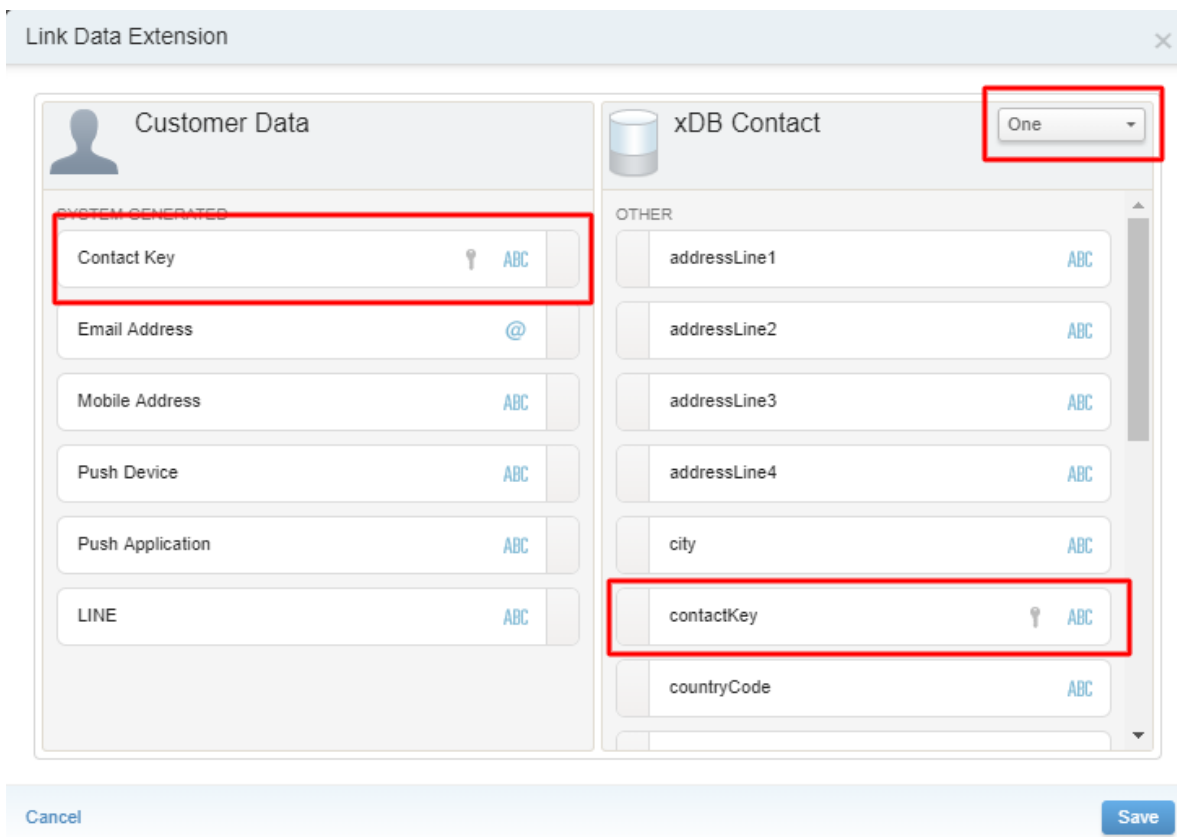 Link Data Extension
Customer Data
SYSTEM GENERATED
Contact Key ABC
Email Address @
Mobile Address ABC
Push Device ABC
Push Application ABC
LINE ABC
xDB Contact
One
OTHER
addressLine1 ABC
addressLine2 ABC
addressLine3 ABC
addressLine4 ABC
city ABC
contactKey ABC
countryCode ABC
Cancel
Save